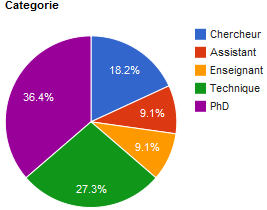 Categorie
Chercheur
Assistant
Enseignant
Technique
PhD
18.2%
9.1%
9.1%
27.3%
36.4%